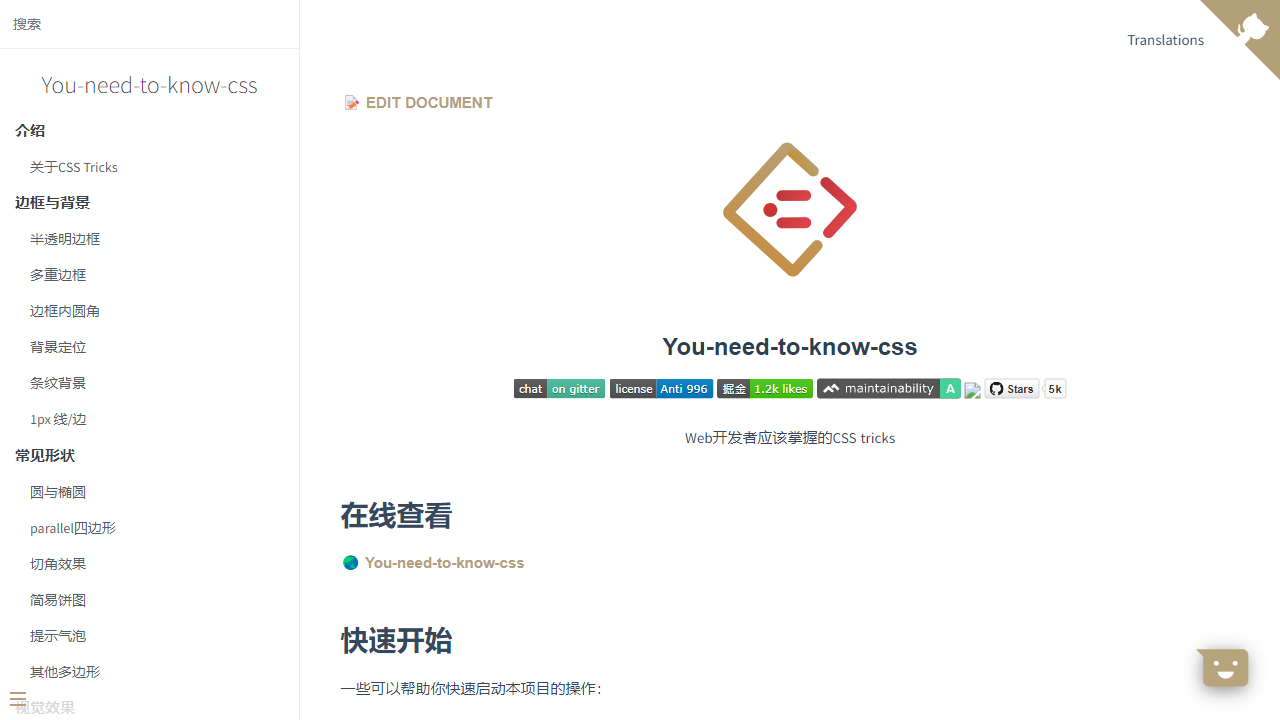 搜索
You-need-to-know-css
介绍
关于CSS Tricks
边框与背景
半透明边框
多重边框
边框内圆角
背景定位
条纹背景
1px 线/边
常见形状
圆与椭圆
parallel四边形
切角效果
简易饼图
提示气泡
其他多边形
视觉效果
Translations
EDIT DOCUMENT
You-need-to-know-css
chat on gitter license Anti 996 掘金 1.2k likes maintainability A Stars 5k
Web开发者应该掌握的CSS tricks
在线查看
You-need-to-know-css
快速开始
一些可以帮助你快速启动本项目的操作：